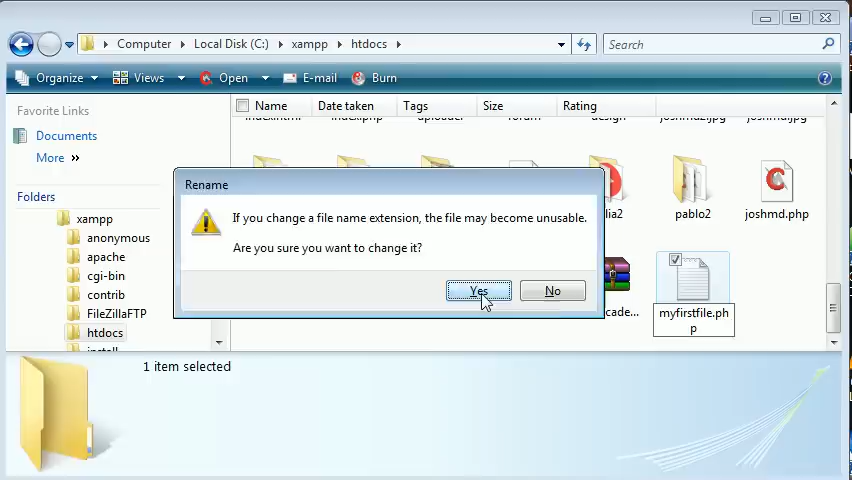 Computer Local Disk (C:) xampp htdocs
Search
Organize Views Open E-mail Burn
Favorite Links
Documents
More
Folders
xampp
anonymous
apache
cgi-bin
contrib
FileZillaFTP
htdocs
Name Date taken Tags Size Rating
pablo2
joshmd.php
myfirstfile.ph
p
Rename
If you change a file name extension, the file may become unusable.
Are you sure you want to change it?
Yes
No
1 item selected